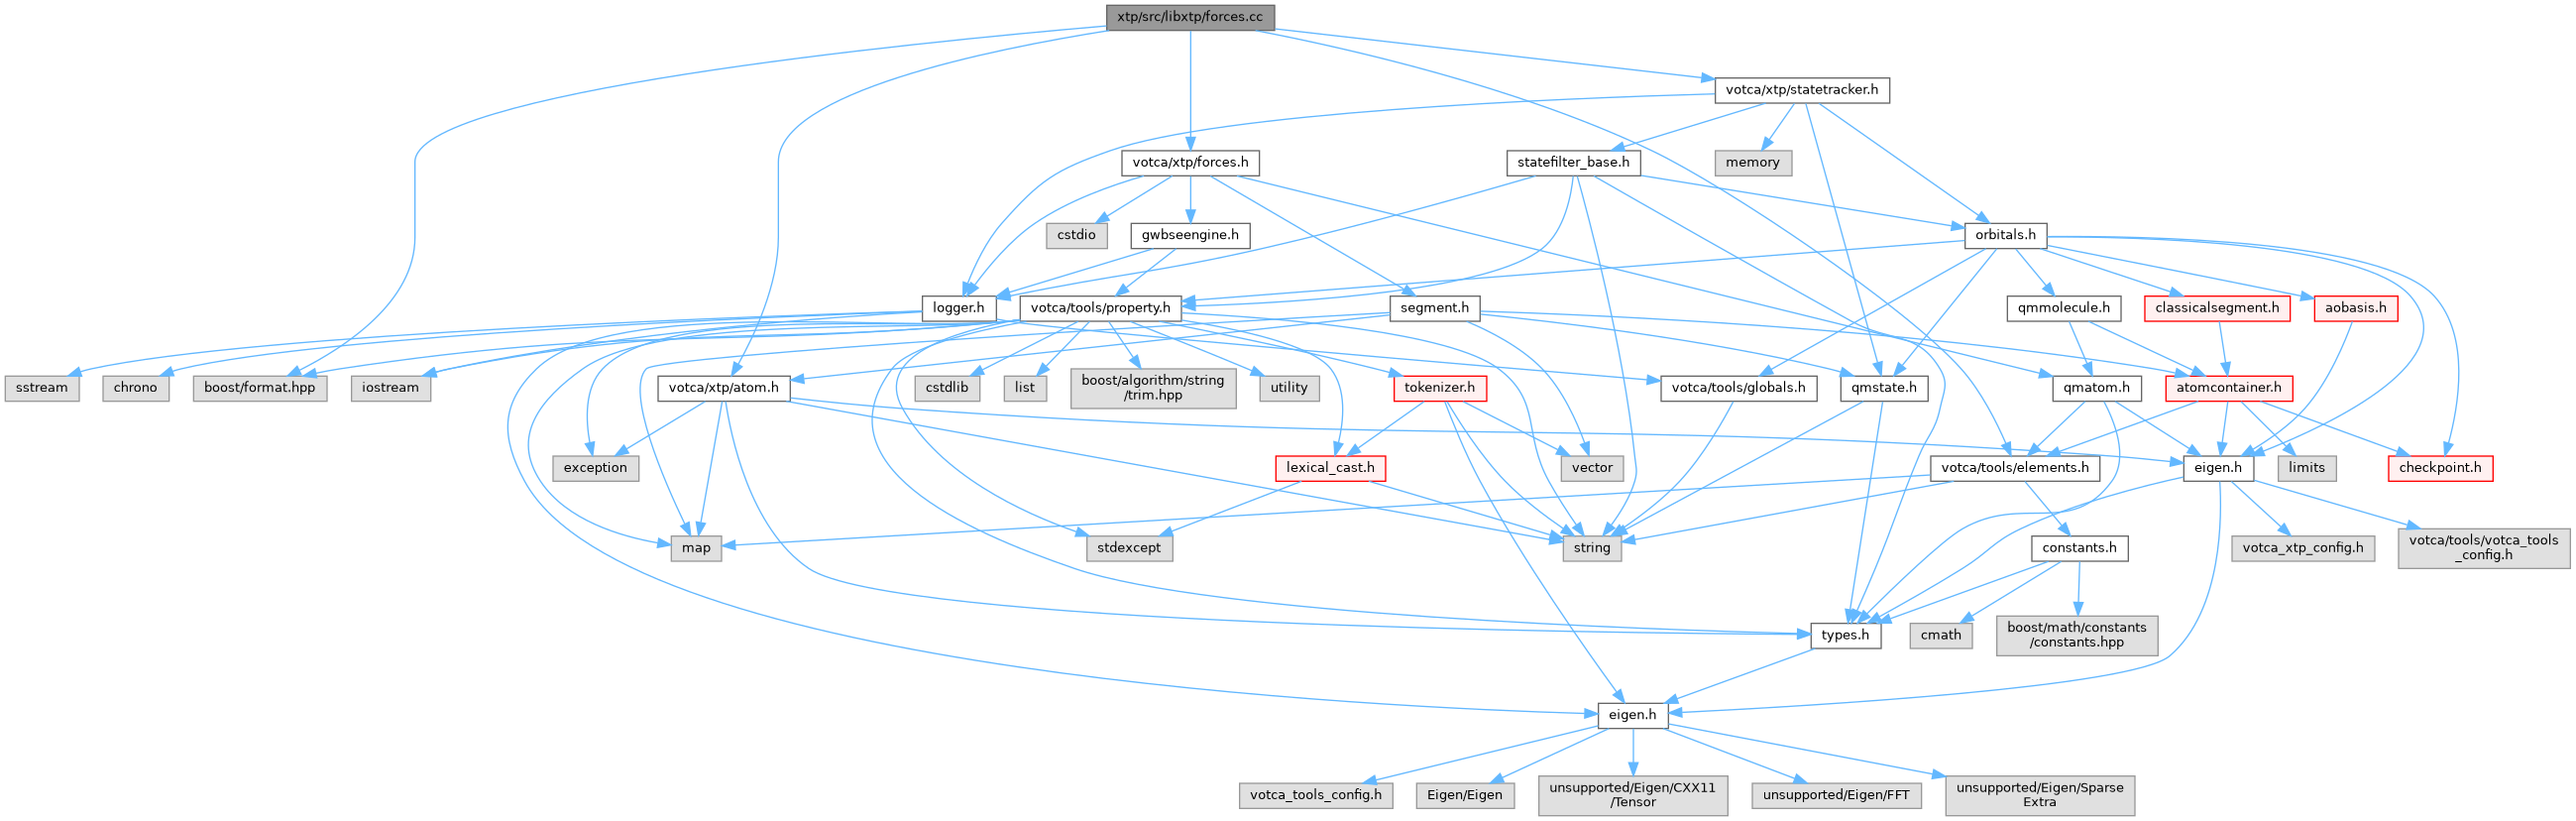 xtp/src/libxtp/forces.cc
votca/xtp/statetracker.h
votca/xtp/forces.h
statefilter_base.h
memory
cstdio
gwbseengine.h
orbitals.h
logger.h
votca/tools/property.h
segment.h
qmmolecule.h
classicalsegment.h
aobasis.h
sstream
chrono
boost/format.hpp
iostream
votca/xtp/atom.h
cstdlib
list
boost/algorithm/string
/trim.hpp
utility
tokenizer.h
votca/tools/globals.h
qmstate.h
qmatom.h
atomcontainer.h
exception
lexical_cast.h
vector
votca/tools/elements.h
eigen.h
limits
checkpoint.h
map
stdexcept
string
constants.h
votca_xtp_config.h
votca/tools/votca_tools
_config.h
types.h
cmath
boost/math/constants
/constants.hpp
eigen.h
votca_tools_config.h
Eigen/Eigen
unsupported/Eigen/CXX11
/Tensor
unsupported/Eigen/FFT
unsupported/Eigen/Sparse
Extra